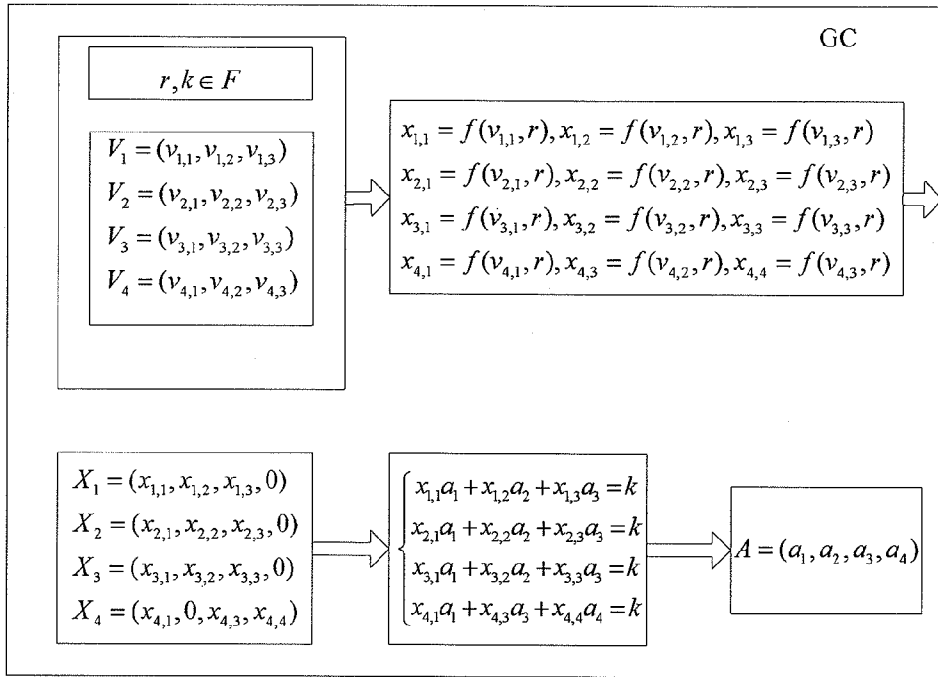 GC
r, k ∈ F
V₁ = (v₁,₁, v₁,₂, v₁,₃)
V₂ = (v₂,₁, v₂,₂, v₂,₃)
V₃ = (v₃,₁, v₃,₂, v₃,₃)
V₄ = (v₄,₁, v₄,₂, v₄,₃)
x₁,₁ = f(v₁,₁, r), x₁,₂ = f(v₁,₂, r), x₁,₃ = f(v₁,₃, r)
x₂,₁ = f(v₂,₁, r), x₂,₂ = f(v₂,₂, r), x₂,₃ = f(v₂,₃, r)
x₃,₁ = f(v₃,₁, r), x₃,₂ = f(v₃,₂, r), x₃,₃ = f(v₃,₃, r)
x₄,₁ = f(v₄,₁, r), x₄,₃ = f(v₄,₂, r), x₄,₄ = f(v₄,₃, r)
X₁ = (x₁,₁, x₁,₂, x₁,₃, 0)
X₂ = (x₂,₁, x₂,₂, x₂,₃, 0)
X₃ = (x₃,₁, x₃,₂, x₃,₃, 0)
X₄ = (x₄,₁, 0, x₄,₃, x₄,₄)
x₁,₁a₁ + x₁,₂a₂ + x₁,₃a₃ = k
x₂,₁a₁ + x₂,₂a₂ + x₂,₃a₃ = k
x₃,₁a₁ + x₃,₂a₂ + x₃,₃a₃ = k
x₄,₁a₁ + x₄,₃a₃ + x₄,₄a₄ = k
A = (a₁, a₂, a₃, a₄)